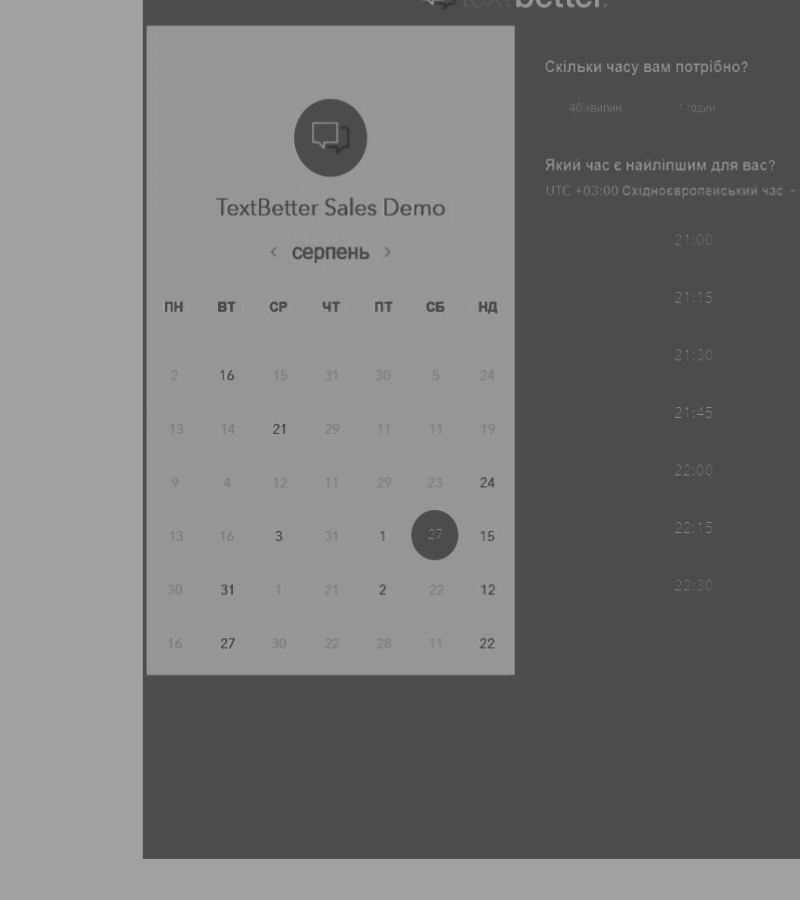 textbetter.
TextBetter Sales Demo
‹ серпень ›
ПН ВТ СР ЧТ ПТ СБ НД
2 16 15 31 30 5 24
13 14 21 29 11 11 19
9 4 12 11 29 23 24
13 16 3 31 1 27 15
30 31 1 21 2 22 12
16 27 30 22 28 11 22
Скільки часу вам потрібно?
40 хвилин 1 годин
Який час є найліпшим для вас?
UTC +03:00 Східноєвропейський час
21:00
21:15
21:30
21:45
22:00
22:15
22:30